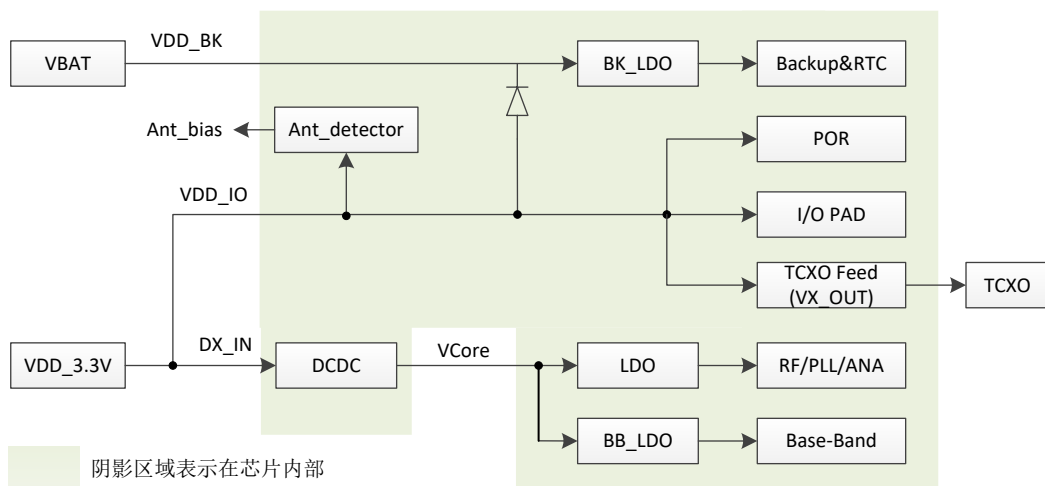 VDD_BK
VBAT
BK_LDO
Backup&RTC
Ant_bias
Ant_detector
POR
VDD_IO
I/O PAD
TCXO Feed
(VX_OUT)
TCXO
VDD_3.3V
DX_IN
DCDC
VCore
LDO
RF/PLL/ANA
BB_LDO
Base-Band
阴影区域表示在芯片内部